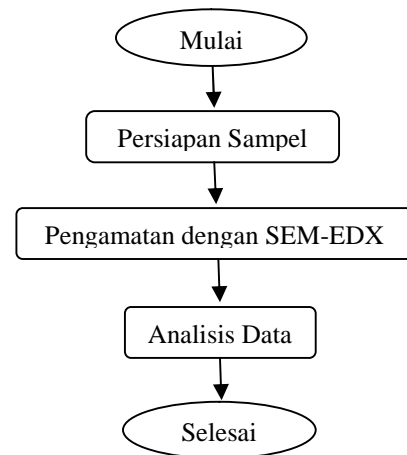 Mulai
Persiapan Sampel
Pengamatan dengan SEM-EDX
Analisis Data
Selesai